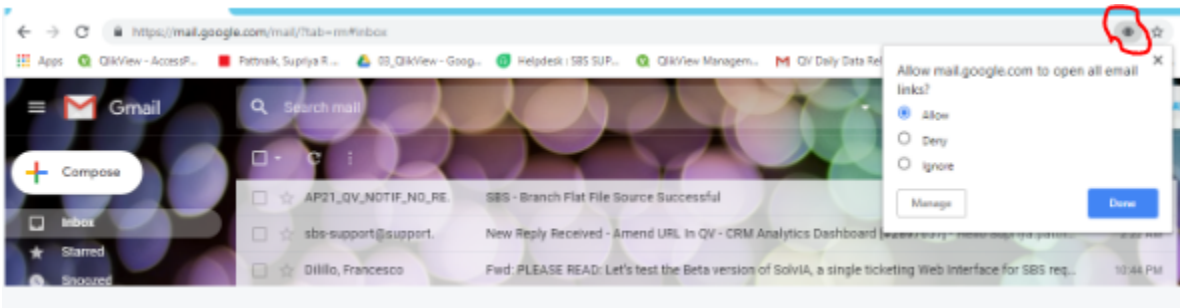 https://mail.google.com/mail/?tab=rm#inbox
Apps QlikView - AccessP... Pattnaik, Supriya R ... 03_QlikView - Goog... Helpdesk : SBS SUP... QlikView Managem... QV Daily Data Rel
Allow mail.google.com to open all email
links?
Allow
Deny
Ignore
Manage Done
Gmail Search mail
Compose
AP21_QV_NOTIF_NO_RE. SBS - Branch Flat File Source Successful
Inbox
sbs-support@support. New Reply Received - Amend URL In QV - CRM Analytics Dashboard
Starred
Dilillo, Francesco Fwd: PLEASE READ: Let's test the Beta version of SolvIA, a single ticketing Web Interface for SBS req... 10:44 PM
Snoozed